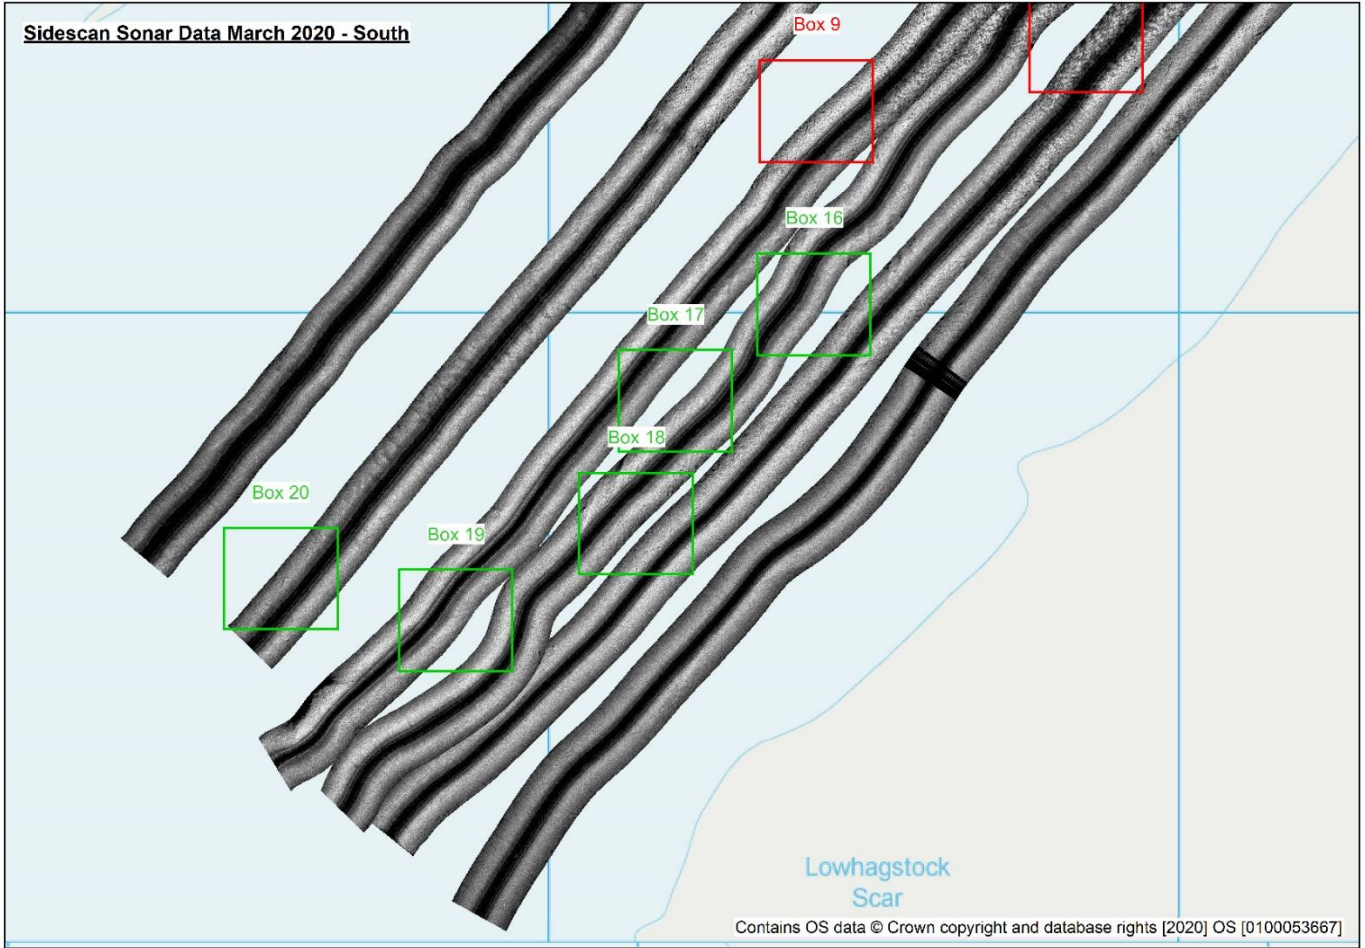 Sidescan Sonar Data March 2020 - South
Box 9
Box 16
Box 17
Box 18
Box 20
Box 19
Lowhagstock
Scar
Contains OS data © Crown copyright and database rights [2020] OS [0100053667]